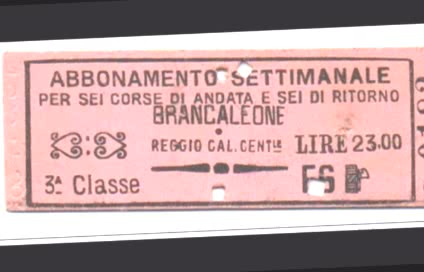 ABBONAMENTO SETTIMANALE
PER SEI CORSE DI ANDATA E SEI DI RITORNO
BRANCALEONE
REGGIO CAL. CENTLE LIRE 23.00
3A Classe FS